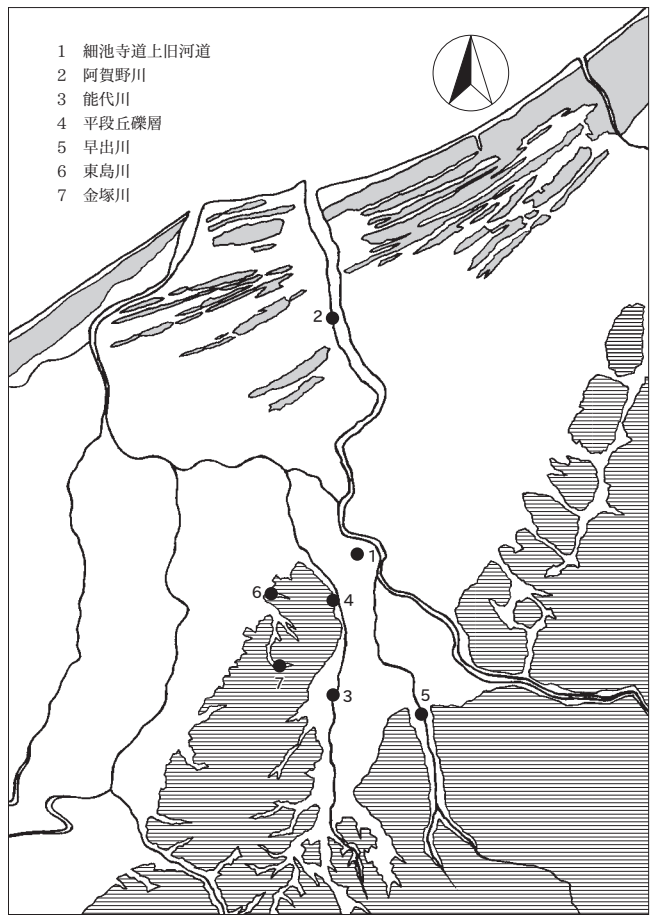 1 細池寺道上旧河道
2 阿賀野川
3 能代川
4 平段丘礫層
5 早出川
6 東島川
7 金塚川
2
1
6
4
7
3
5